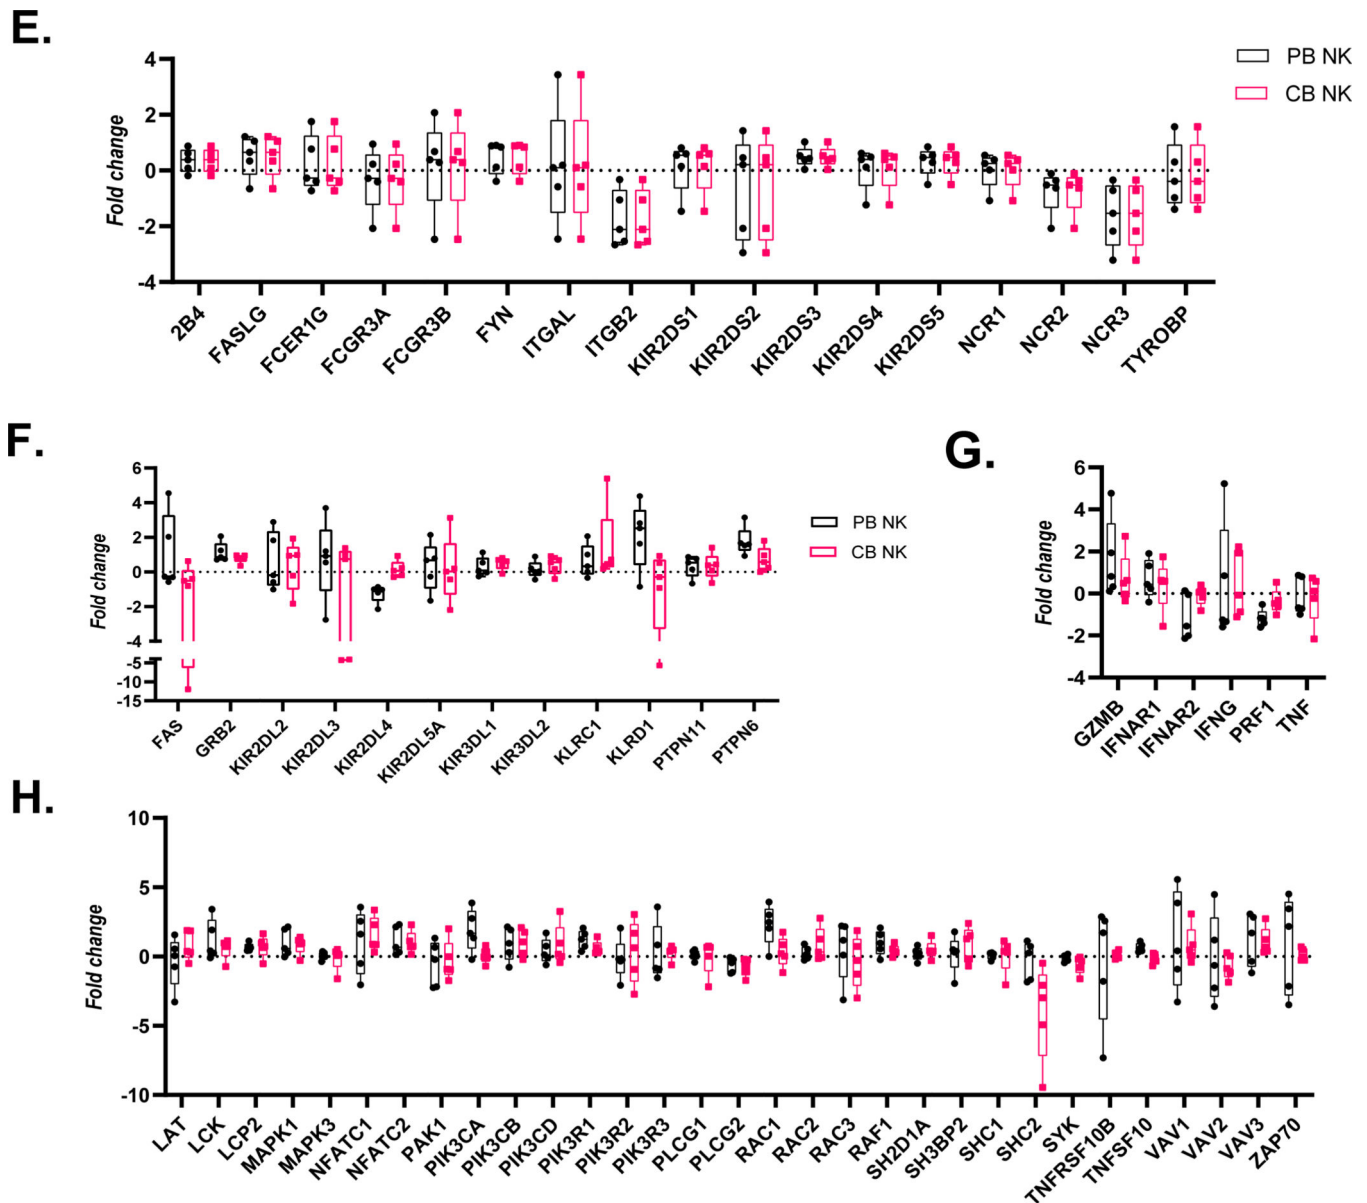 E.
PB NK
CB NK
Fold change
4
2
0
-2
-4
2B4
FASLG
FCER1G
FCGR3A
FCGR3B
FYN
ITGAL
ITGB2
KIR2DS1
KIR2DS2
KIR2DS3
KIR2DS4
KIR2DS5
NCR1
NCR2
NCR3
TYROBP
F.
PB NK
CB NK
Fold change
6
4
2
0
-2
-4
-5
-10
-15
FAS
GRB2
KIR2DL2
KIR2DL3
KIR2DL4
KIR2DL5A
KIR3DL1
KIR3DL2
KLRC1
KLRD1
PTPN11
PTPN6
G.
Fold change
6
4
2
0
-2
-4
GZMB
IFNAR1
IFNAR2
IFNG
PRF1
TNF
H.
Fold change
10
5
0
-5
-10
LAT
LCK
LCP2
MAPK1
MAPK3
NFATC1
NFATC2
PAK1
PIK3CA
PIK3CB
PIK3CD
PIK3R1
PIK3R2
PIK3R3
PLCG1
PLCG2
RAC1
RAC2
RAC3
RAF1
SH2D1A
SH3BP2
SHC1
SHC2
SYK
TNFRSF10B
TNFSF10
VAV1
VAV2
VAV3
ZAP70